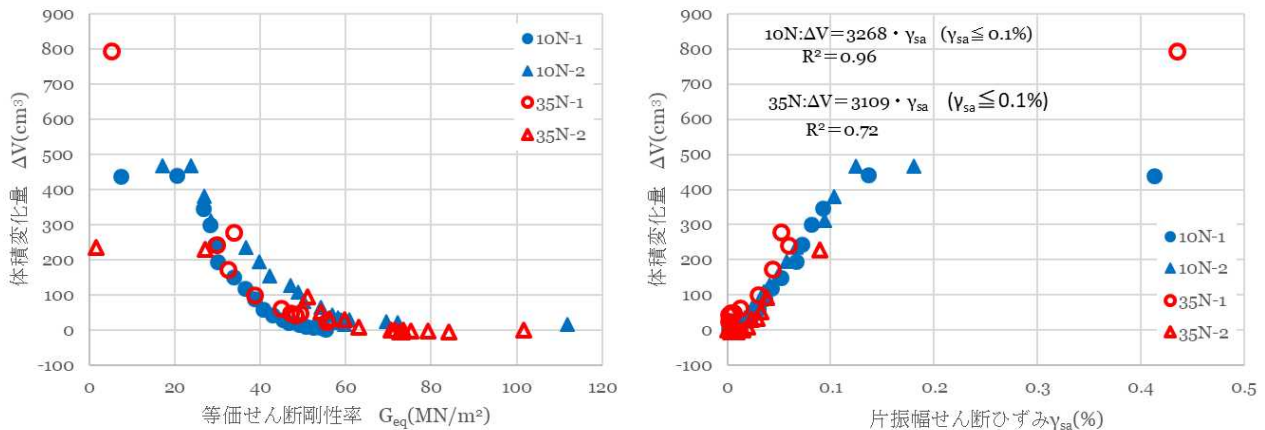 900
800
700
600
500
400
300
200
100
0
-100
体積変化量 ΔV(cm³)
0 20 40 60 80 100 120
等価せん断剛性率 Geq(MN/m²)
10N-1
10N-2
35N-1
35N-2
900
800
700
600
500
400
300
200
100
0
-100
体積変化量 ΔV(cm³)
10N:ΔV＝3268・γsa (γsa≦0.1%)
R²＝0.96
35N:ΔV＝3109・γsa (γsa≦0.1%)
R²＝0.72
10N-1
10N-2
35N-1
35N-2
0 0.1 0.2 0.3 0.4 0.5
片振幅せん断ひずみγsa(%)